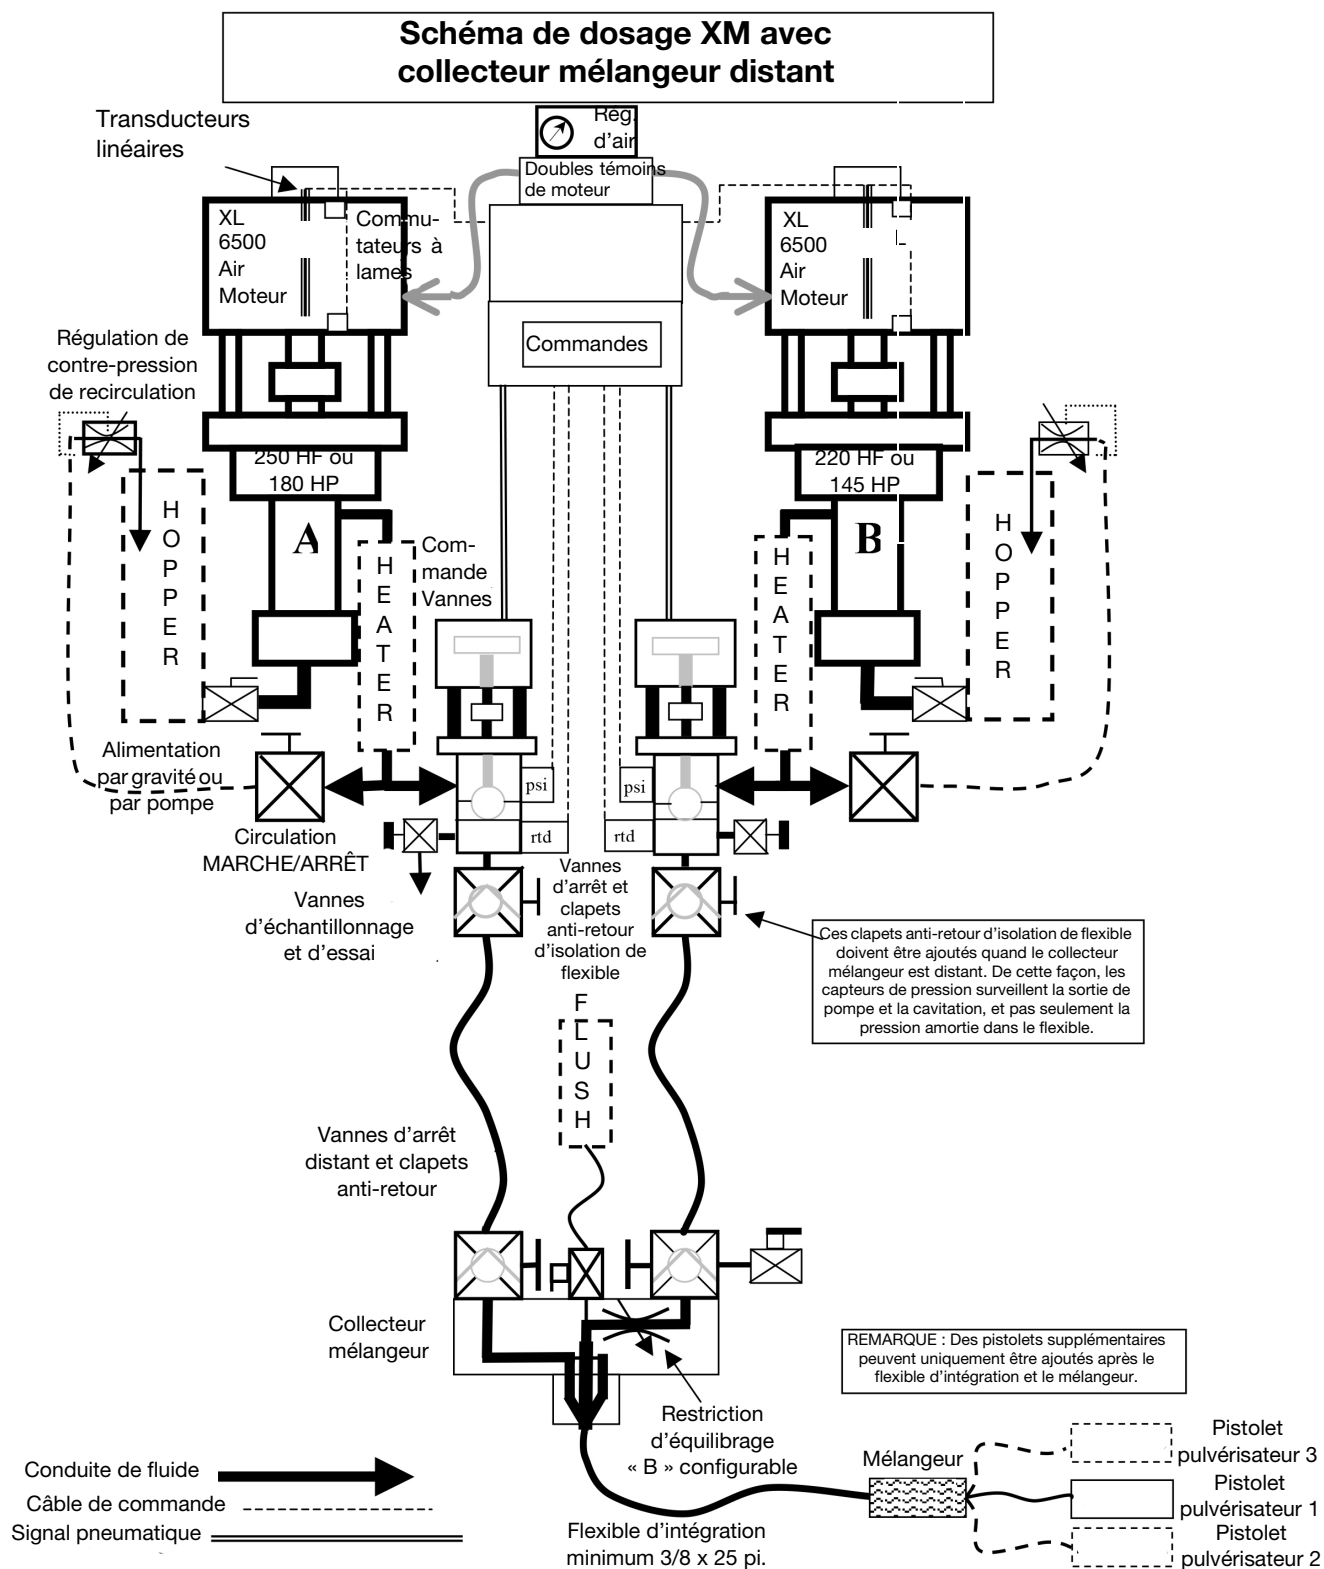 Schéma de dosage XM avec
collecteur mélangeur distant
Transducteurs
linéaires
Rég.
d'air
Doubles témoins
de moteur
XL
6500
Air
Moteur
Commu-
tateurs à
lames
XL
6500
Air
Moteur
Commandes
Régulation de
contre-pression
de recirculation
250 HF ou
180 HP
220 HF ou
145 HP
HOPPER
A
HEATER
Com-
mande
Vannes
HEATER
B
HOPPER
Alimentation
par gravité ou
par pompe
psi
psi
rtd
rtd
Circulation
MARCHE/ARRÊT
Vannes
d'échantillonnage
et d'essai
Vannes
d'arrêt et
clapets
anti-retour
d'isolation de
flexible
Ces clapets anti-retour d'isolation de flexible
doivent être ajoutés quand le collecteur
mélangeur est distant. De cette façon, les
capteurs de pression surveillent la sortie de
pompe et la cavitation, et pas seulement la
pression amortie dans le flexible.
FLUSH
Vannes d'arrêt
distant et clapets
anti-retour
Collecteur
mélangeur
REMARQUE : Des pistolets supplémentaires
peuvent uniquement être ajoutés après le
flexible d'intégration et le mélangeur.
Restriction
d'équilibrage
« B » configurable
Mélangeur
Pistolet
pulvérisateur 3
Pistolet
pulvérisateur 1
Pistolet
pulvérisateur 2
Conduite de fluide
Câble de commande
Signal pneumatique
Flexible d'intégration
minimum 3/8 x 25 pi.